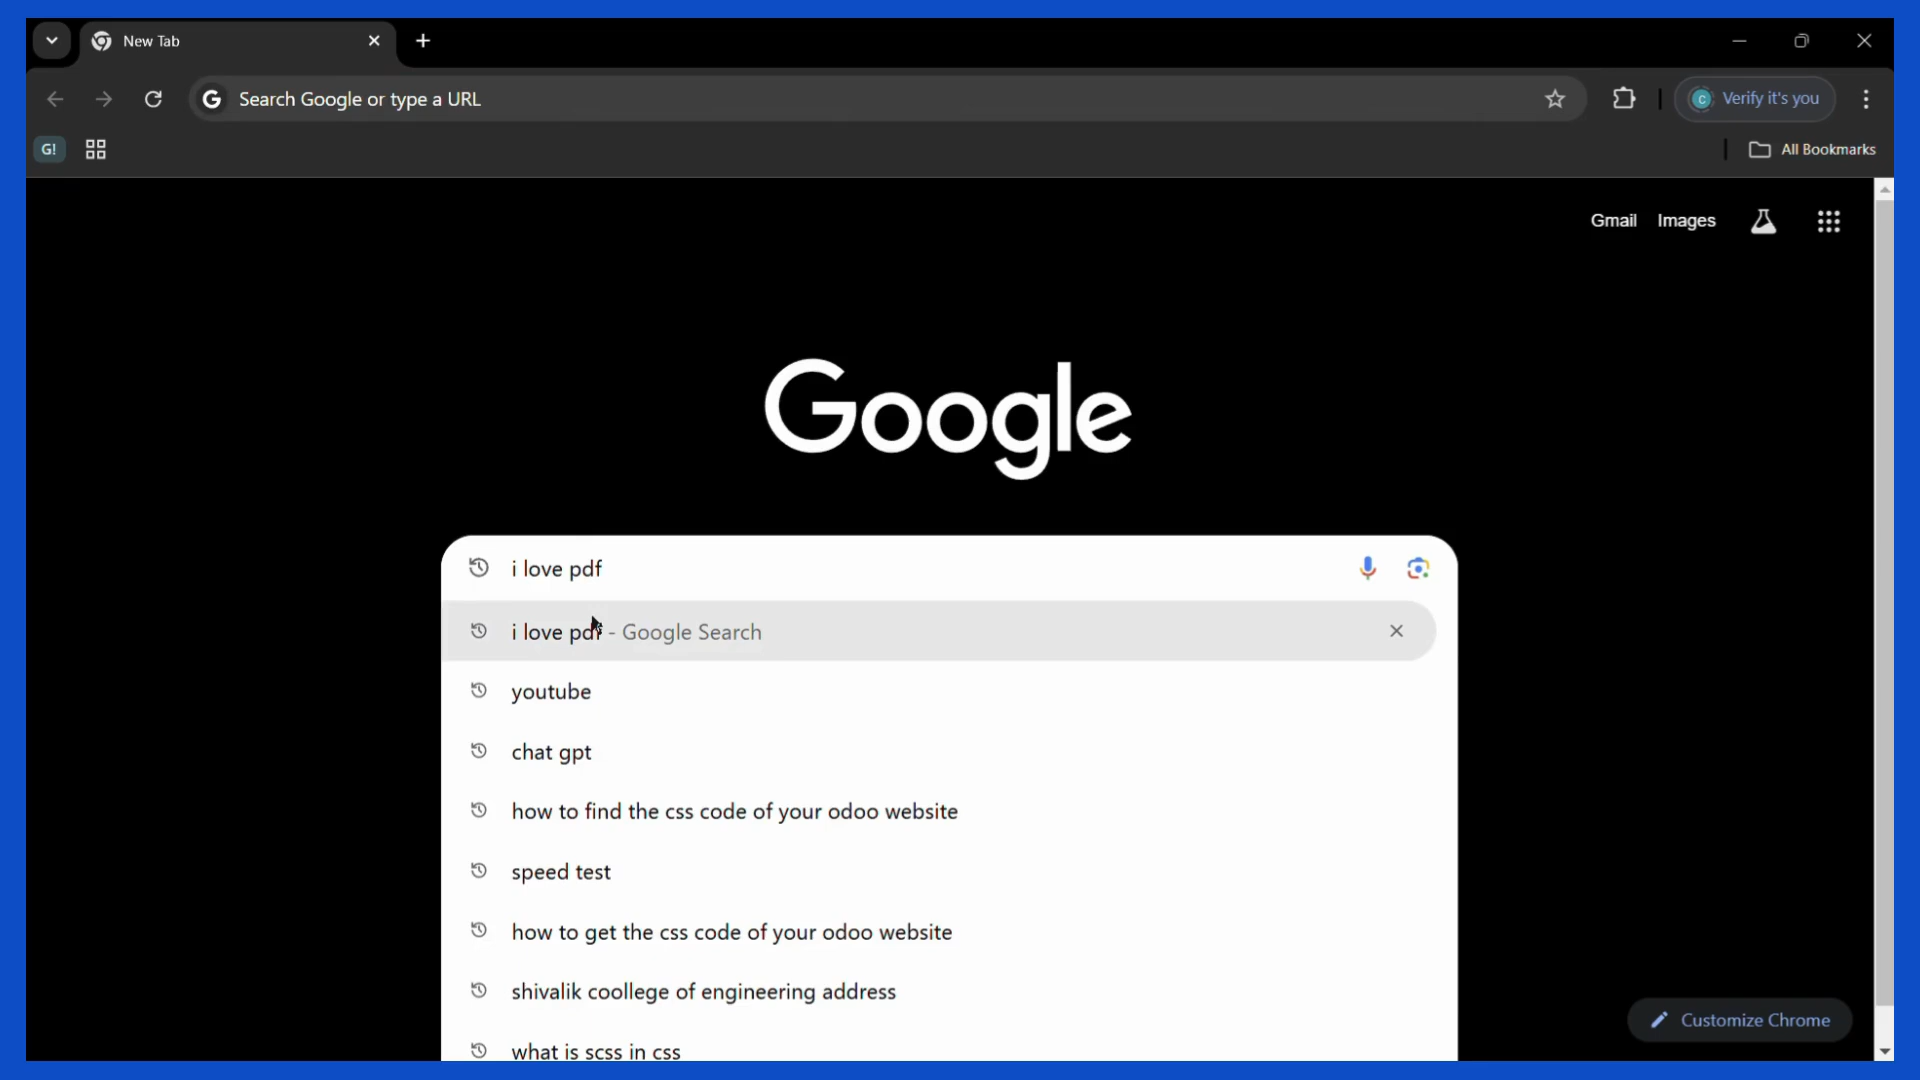 New Tab
Search Google or type a URL
Verify it's you
G!
All Bookmarks
Gmail Images
Google
i love pdf
i love pdf - Google Search
youtube
chat gpt
how to find the css code of your odoo website
speed test
how to get the css code of your odoo website
shivalik coollege of engineering address
Customize Chrome
what is scss in css